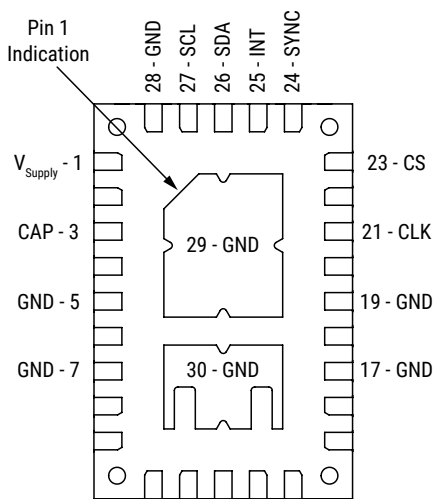 Pin 1
Indication
28 - GND
27 - SCL
26 - SDA
25 - INT
24 - SYNC
V Supply - 1
CAP - 3
GND - 5
GND - 7
23 - CS
21 - CLK
19 - GND
17 - GND
29 - GND
30 - GND